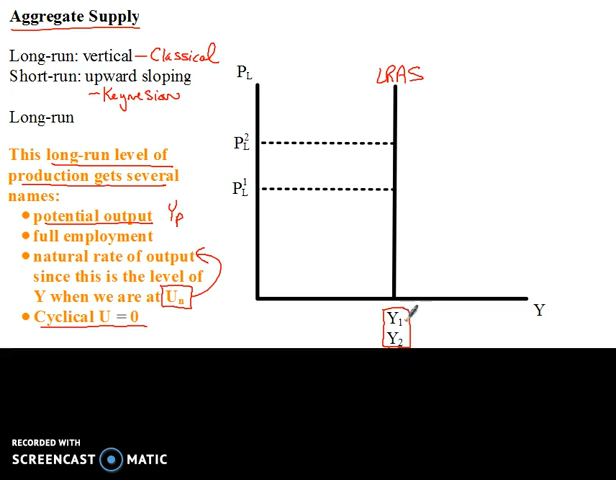 Aggregate Supply
Long-run: vertical – Classical
Short-run: upward sloping
– Keynesian
Long-run
This long-run level of
production gets several
names:
• potential output Yp
• full employment
• natural rate of output
since this is the level of
Y when we are at Un
• Cyclical U = 0
PL
LRAS
PL2
PL1
Y
Y1
Y2
RECORDED WITH
SCREENCAST MATIC